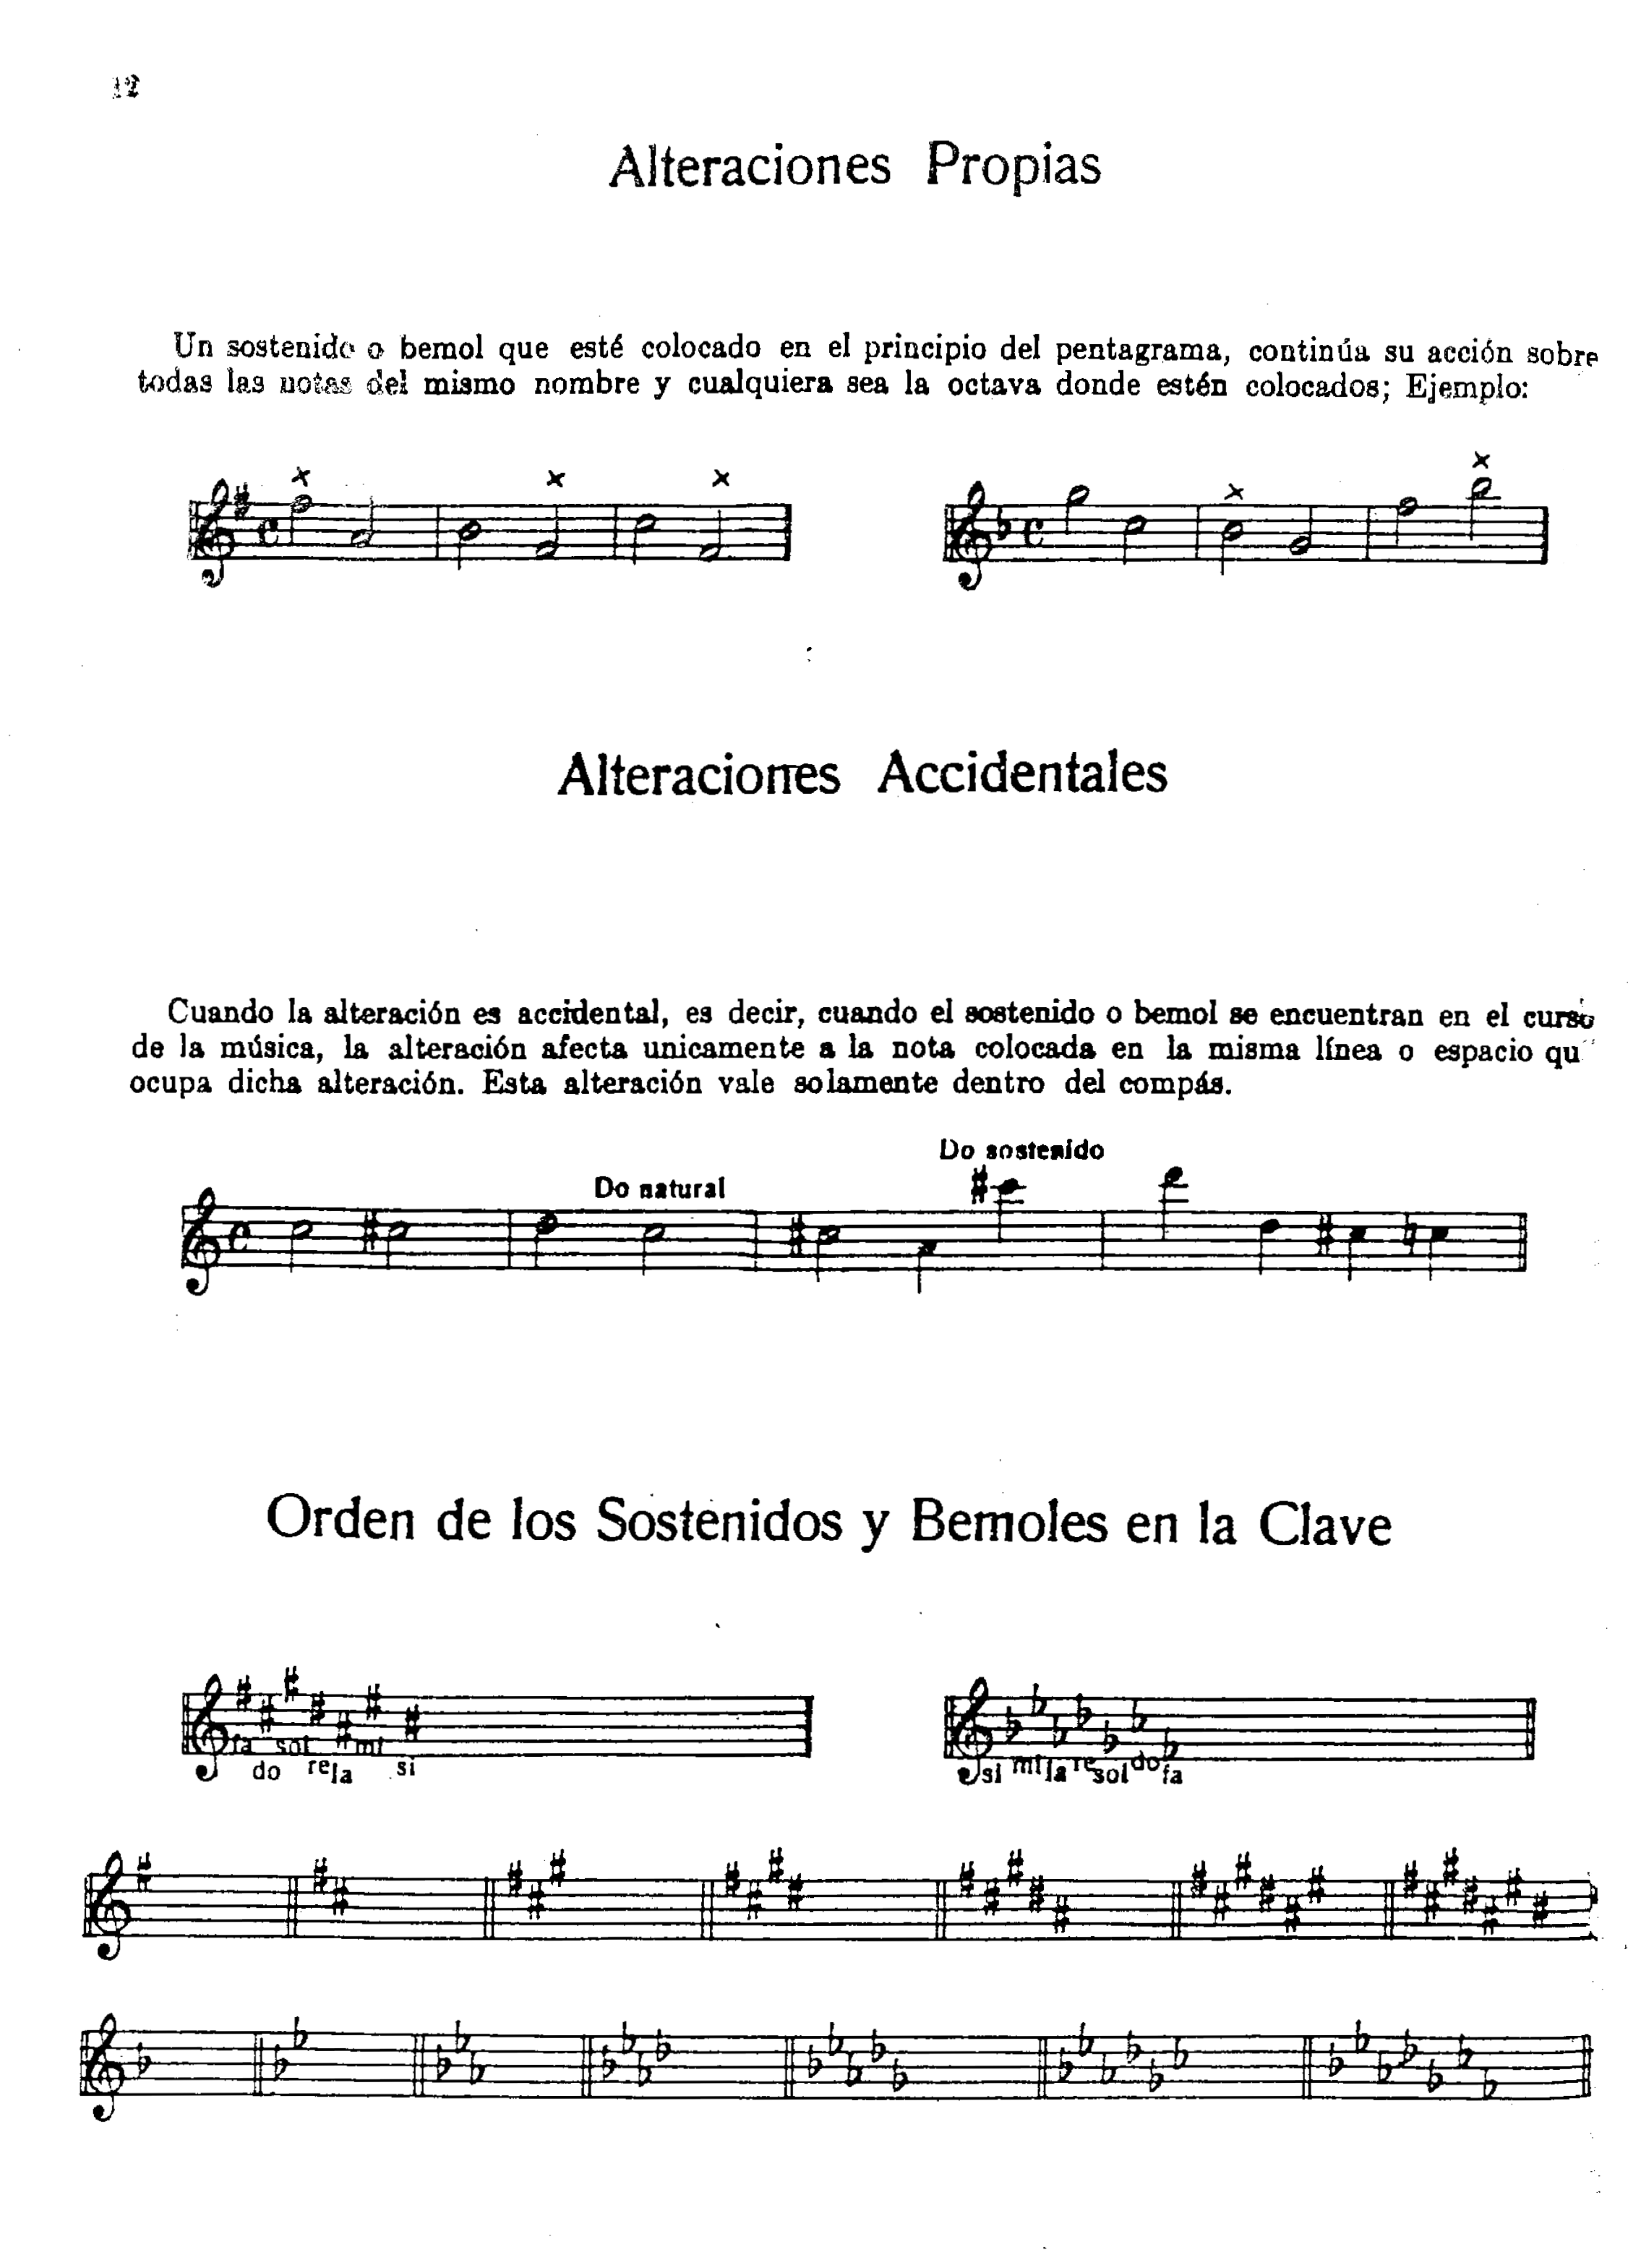 12
Alteraciones Propias
Un sostenido o bemol que esté colocado en el principio del pentagrama, continúa su acción sobre
todas las notas del mismo nombre y cualquiera sea la octava donde estén colocados; Ejemplo:
Alteraciones Accidentales
Cuando la alteración es accidental, es decir, cuando el sostenido o bemol se encuentran en el curso
de la música, la alteración afecta unicamente a la nota colocada en la misma línea o espacio qu
ocupa dicha alteración. Esta alteración vale solamente dentro del compás.
Do natural
Do sostenido
Orden de los Sostenidos y Bemoles en la Clave
fa do sol re la mi si
si mi la re sol do fa